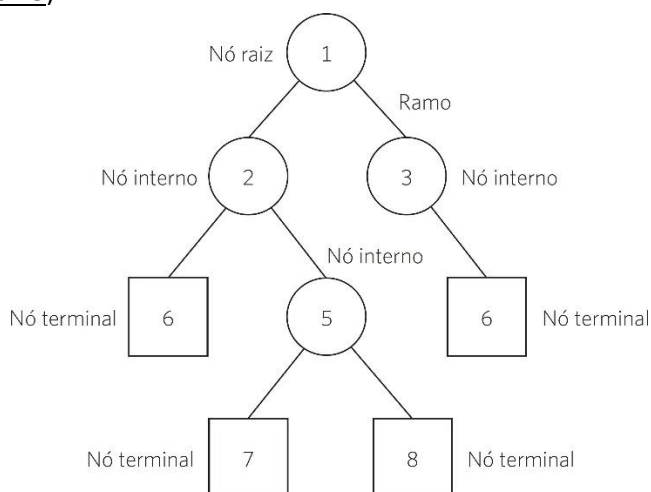 Nó raiz 1
Ramo
Nó interno 2 3 Nó interno
Nó interno
Nó terminal 6 5 6 Nó terminal
Nó terminal 7 8 Nó terminal